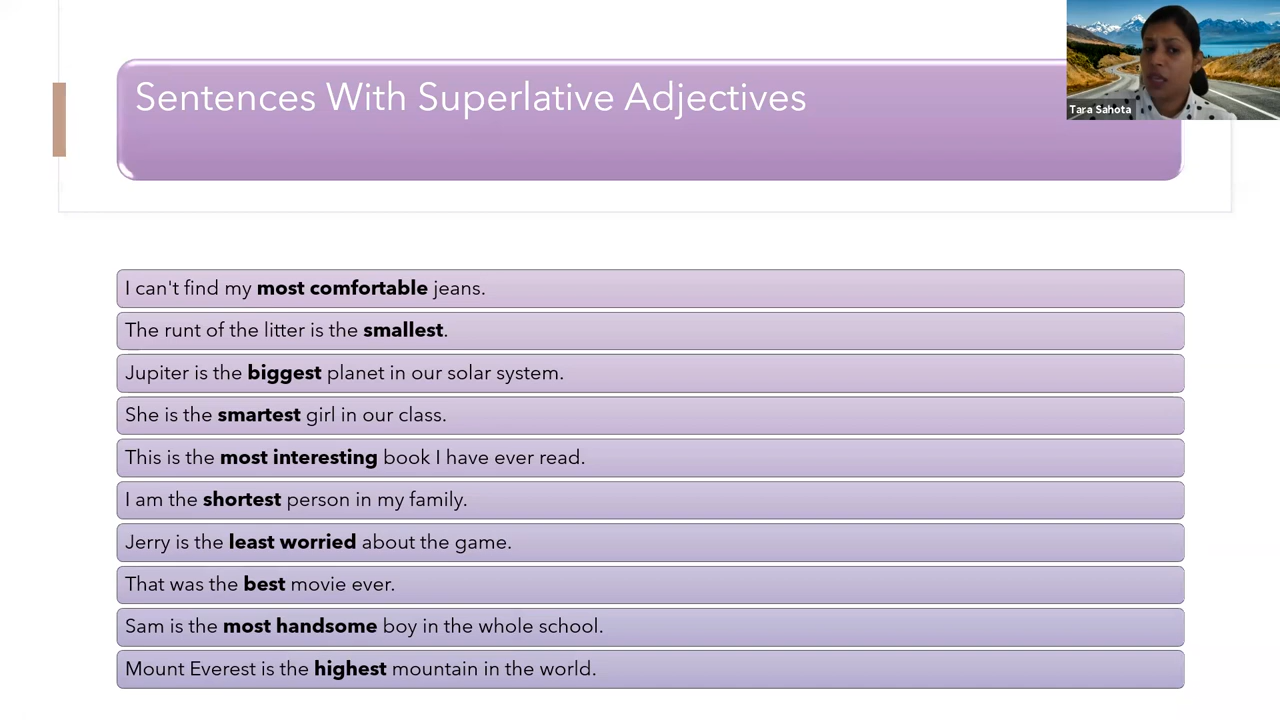 Sentences With Superlative Adjectives
Tara Sahota
I can't find my most comfortable jeans.
The runt of the litter is the smallest.
Jupiter is the biggest planet in our solar system.
She is the smartest girl in our class.
This is the most interesting book I have ever read.
I am the shortest person in my family.
Jerry is the least worried about the game.
That was the best movie ever.
Sam is the most handsome boy in the whole school.
Mount Everest is the highest mountain in the world.